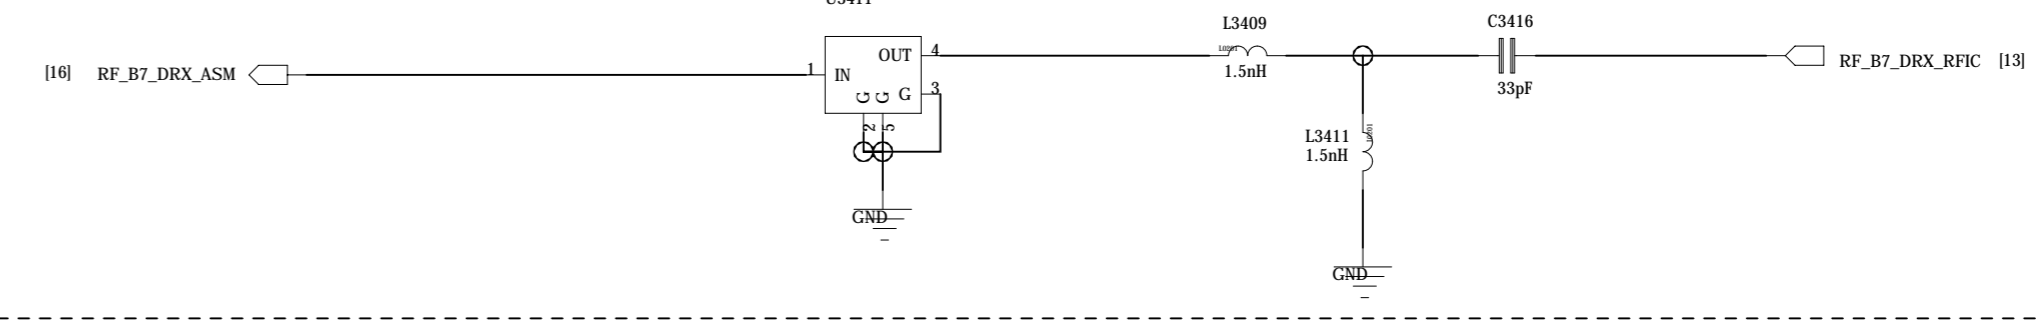 L3409
C3416
OUT
4
[16]
RF_B7_DRX_ASM
1
IN
1.5nH
RF_B7_DRX_RFIC
[13]
G
G
G
3
33pF
2
5
L3411
1.5nH
GND
GND